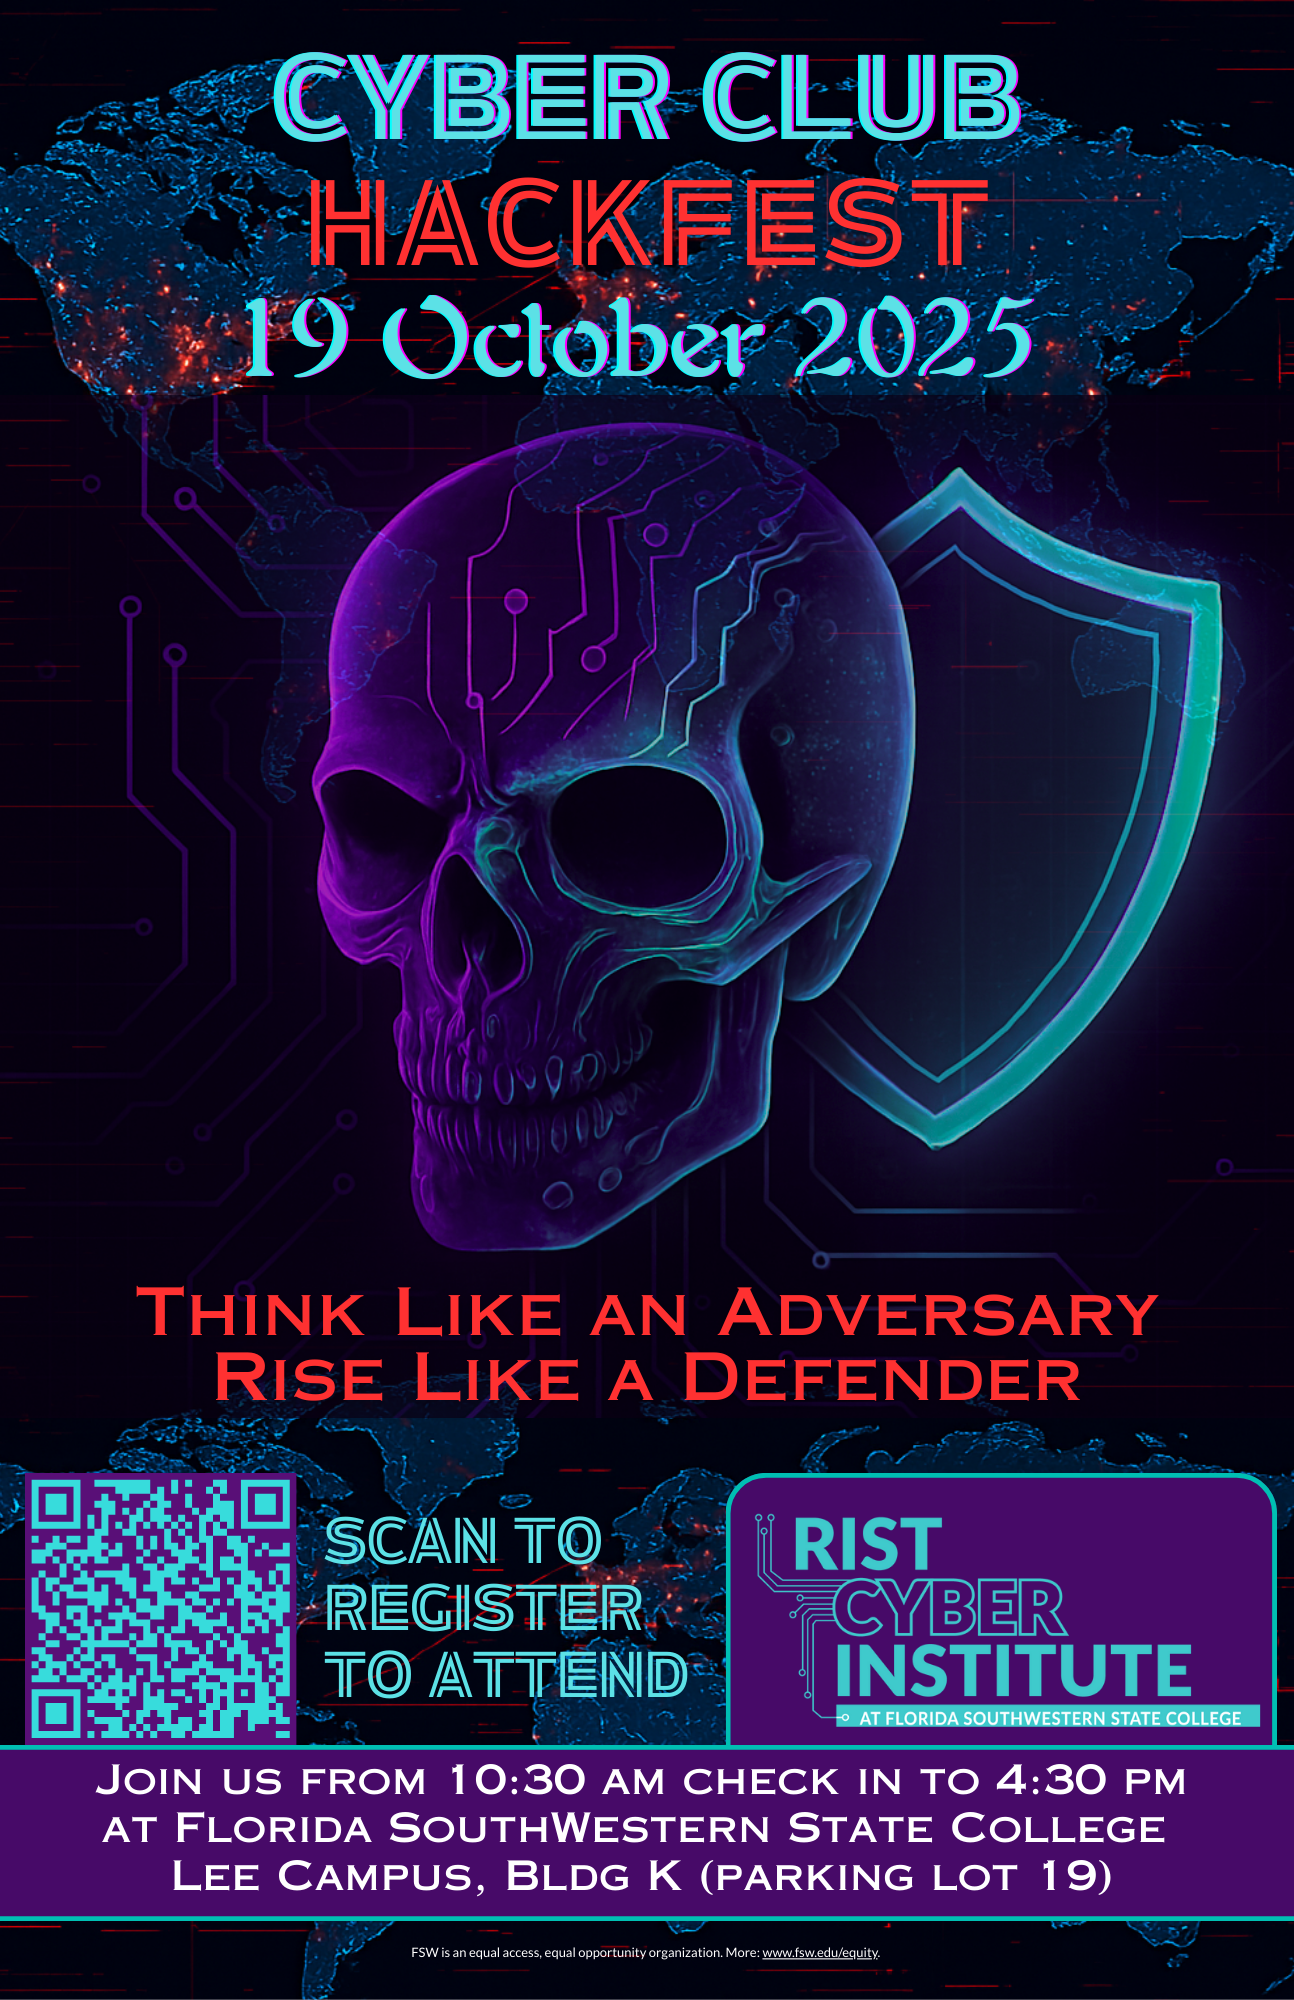 CYBER CLUB
HACKFEST
19 October 2025
THINK LIKE AN ADVERSARY
RISE LIKE A DEFENDER
SCAN TO
REGISTER
TO ATTEND
RIST
CYBER
INSTITUTE
AT FLORIDA SOUTHWESTERN STATE COLLEGE
JOIN US FROM 10:30 AM CHECK IN TO 4:30 PM
AT FLORIDA SOUTHWESTERN STATE COLLEGE
LEE CAMPUS, BLDG K (PARKING LOT 19)
FSW is an equal access, equal opportunity organization. More: www.fsw.edu/equity.